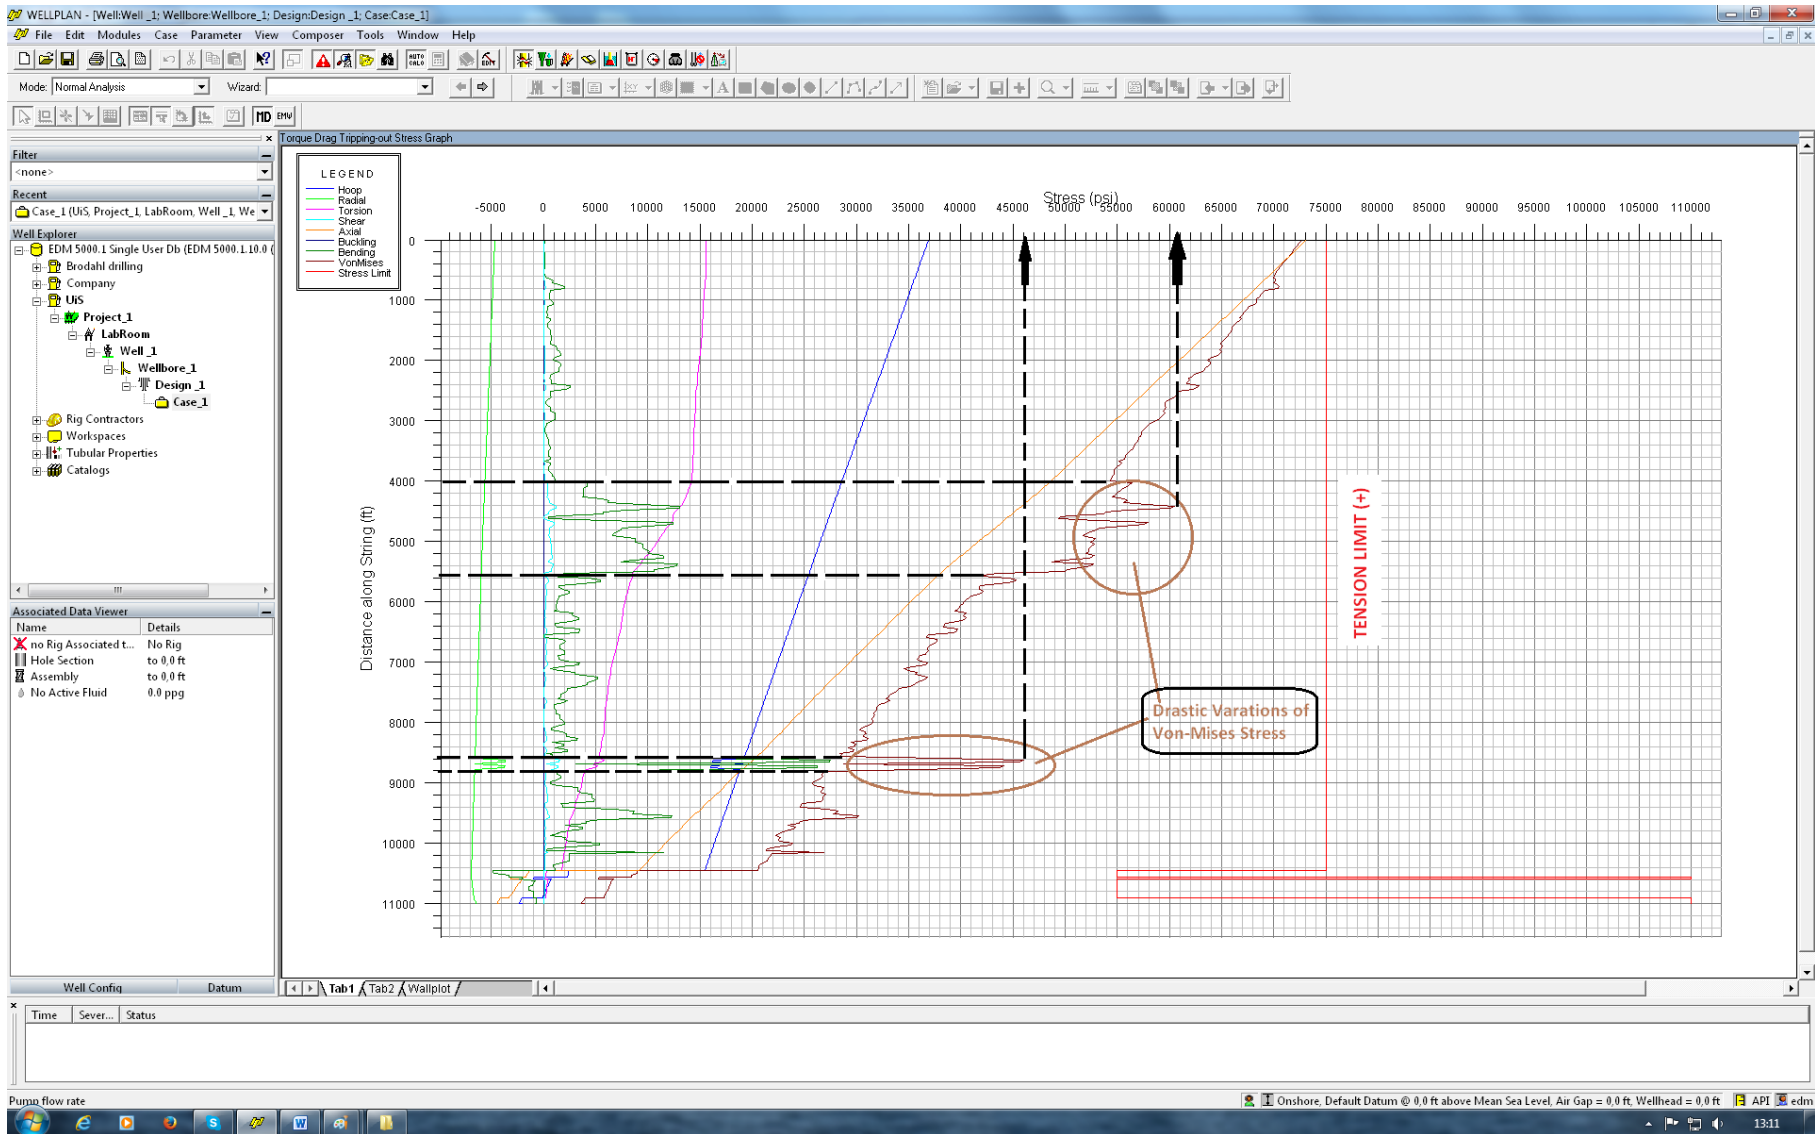 WELLPLAN - [Well:Well _1; Wellbore:Wellbore_1; Design:Design _1; Case:Case_1]
File Edit Modules Case Parameter View Composer Tools Window Help
AUTO CALC EDIT
Mode: Normal Analysis Wizard:
MD EMW
Filter
<none>
Recent
Case_1 (UiS, Project_1, LabRoom, Well _1, We
Well Explorer
EDM 5000.1 Single User Db (EDM 5000.1.10.0 (
Brodahl drilling
Company
UiS
Project_1
LabRoom
Well _1
Wellbore_1
Design _1
Case_1
Rig Contractors
Workspaces
Tubular Properties
Catalogs
Associated Data Viewer
Name Details
no Rig Associated t... No Rig
Hole Section to 0,0 ft
Assembly to 0,0 ft
No Active Fluid 0.0 ppg
Well Config Datum
Torque Drag Tripping-out Stress Graph
LEGEND
Hoop
Radial
Torsion
Shear
Axial
Buckling
Bending
VonMises
Stress Limit
Stress (psi)
-5000 0 5000 10000 15000 20000 25000 30000 35000 40000 45000 50000 55000 60000 65000 70000 75000 80000 85000 90000 95000 100000 105000 110000
Distance along String (ft)
0
1000
2000
3000
4000
5000
6000
7000
8000
9000
10000
11000
TENSION LIMIT (+)
Drastic Varations of
Von-Mises Stress
Tab1 Tab2 Wallplot
Time Sever... Status
Pump flow rate
Onshore, Default Datum @ 0,0 ft above Mean Sea Level, Air Gap = 0,0 ft, Wellhead = 0,0 ft API edm
13:11